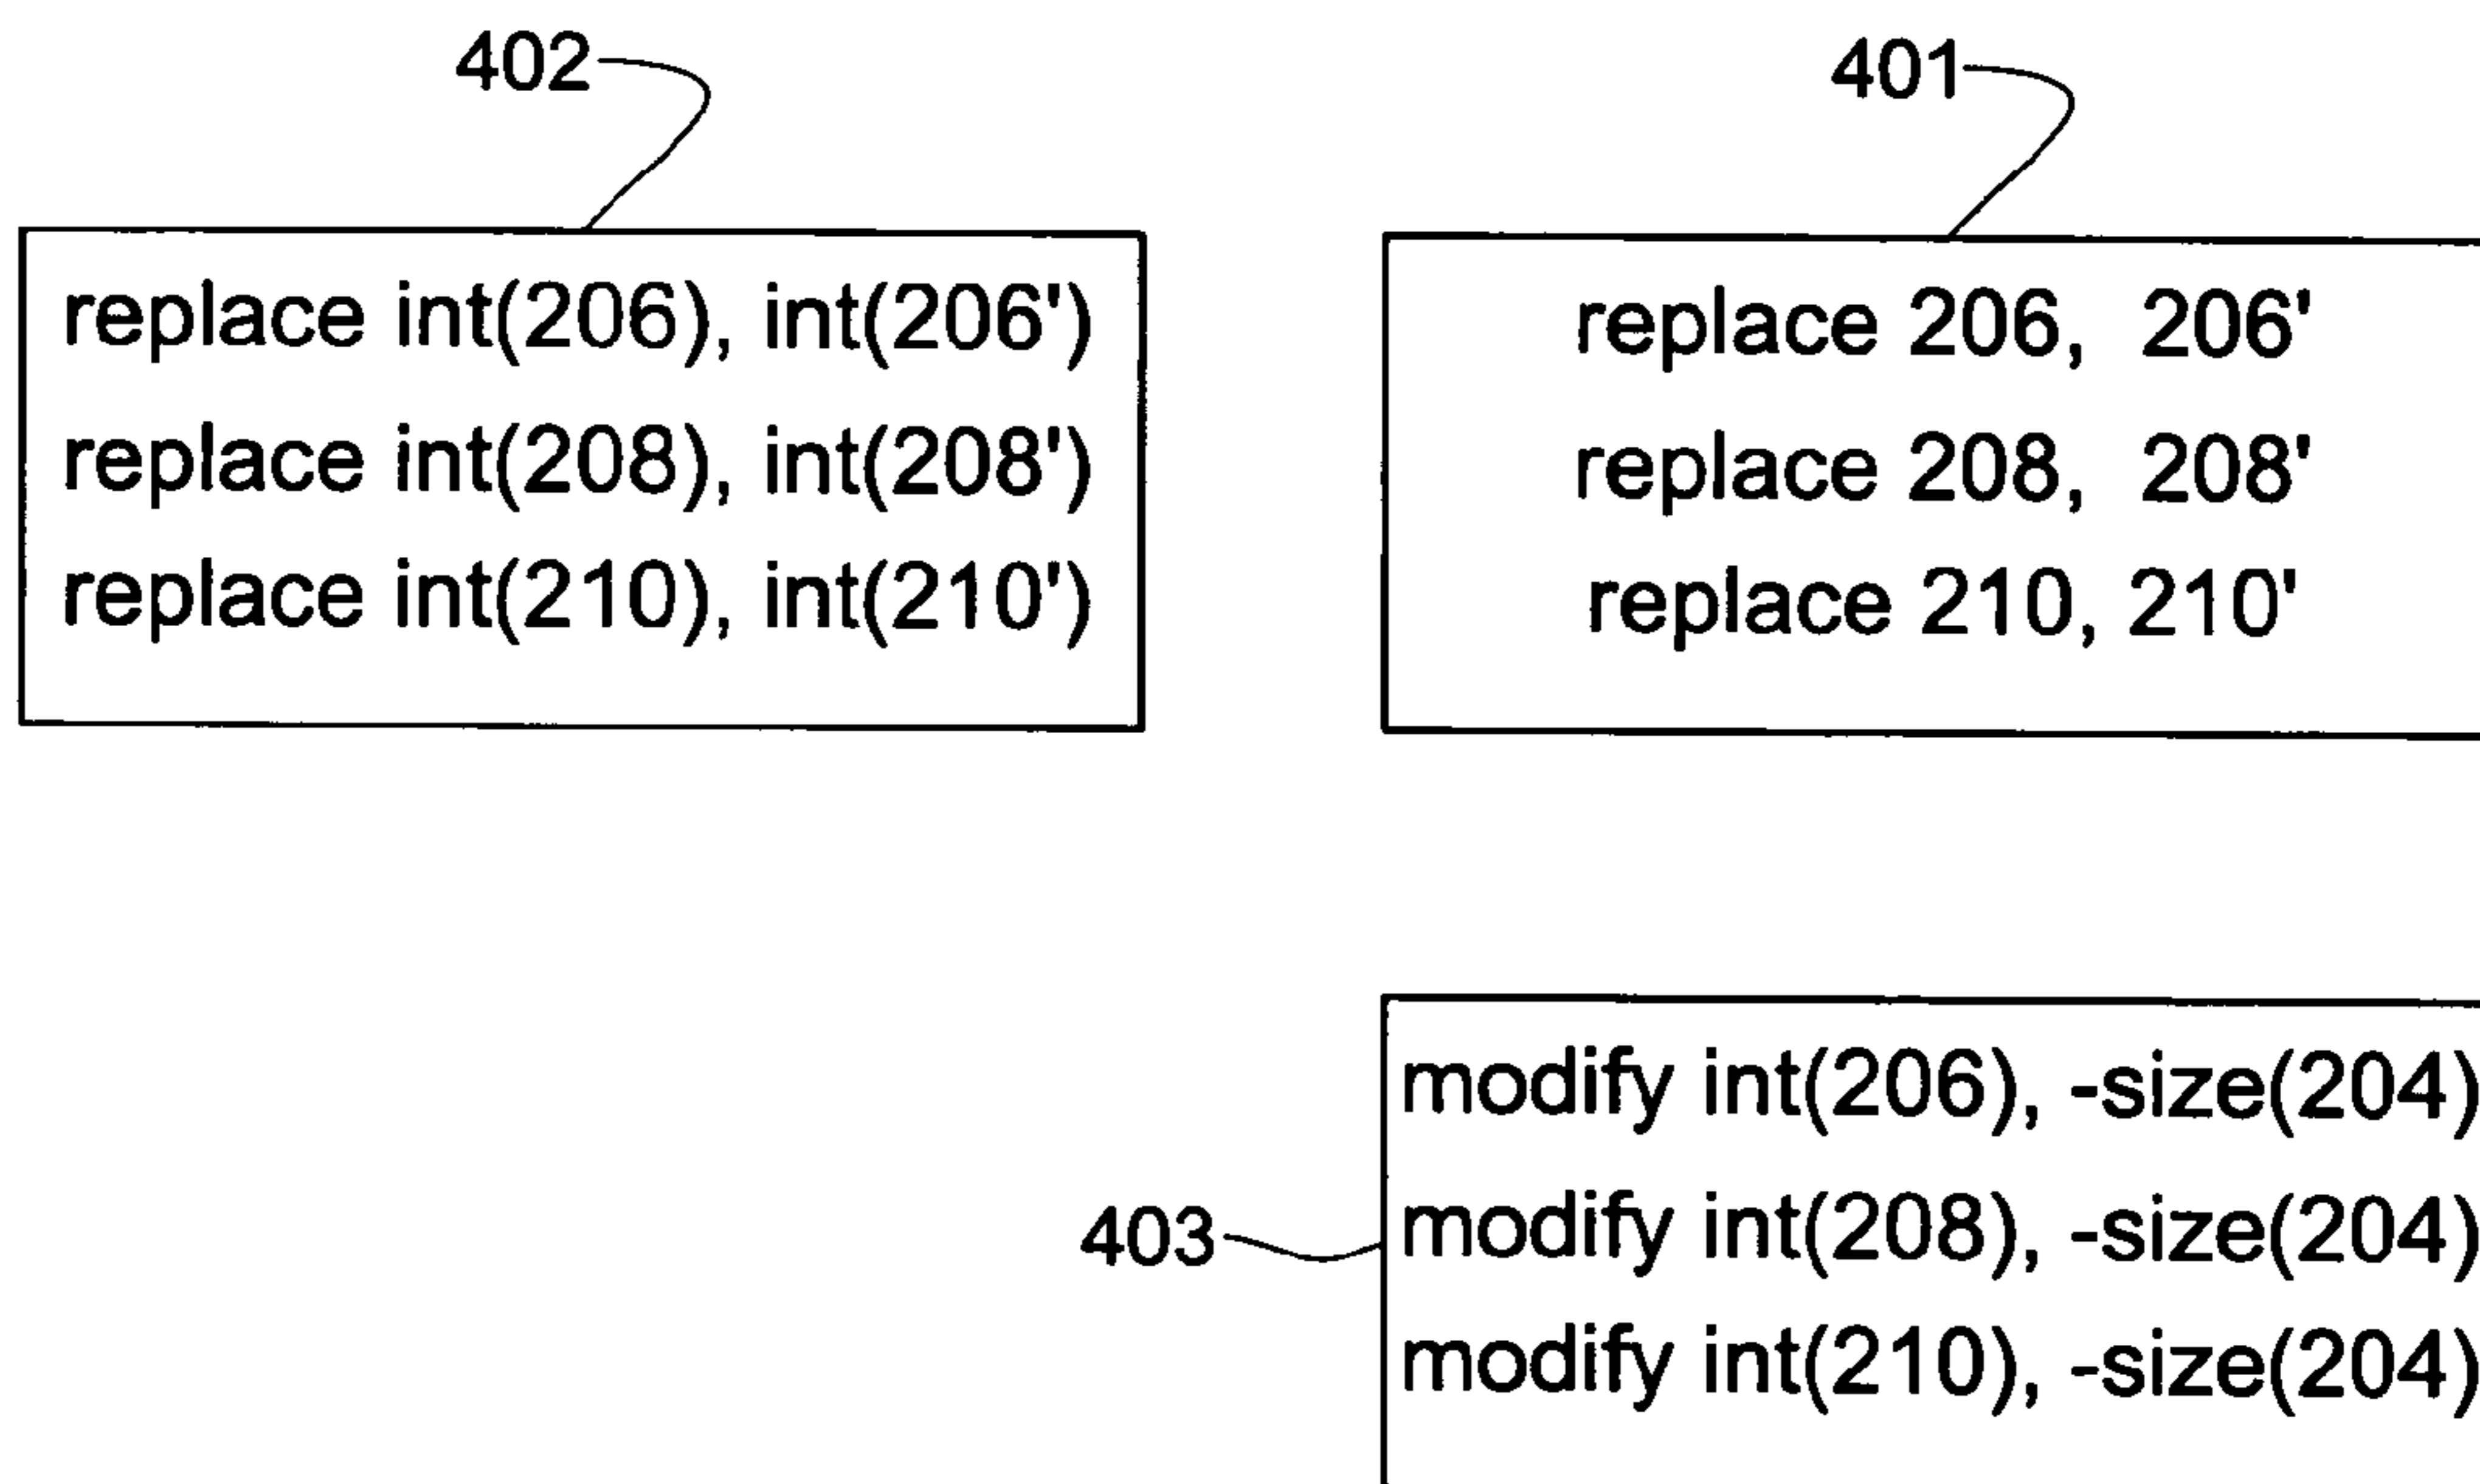 402
replace int(206), int(206')
replace int(208), int(208')
replace int(210), int(210')
401
replace 206, 206'
replace 208, 208'
replace 210, 210'
403
modify int(206), -size(204)
modify int(208), -size(204)
modify int(210), -size(204)